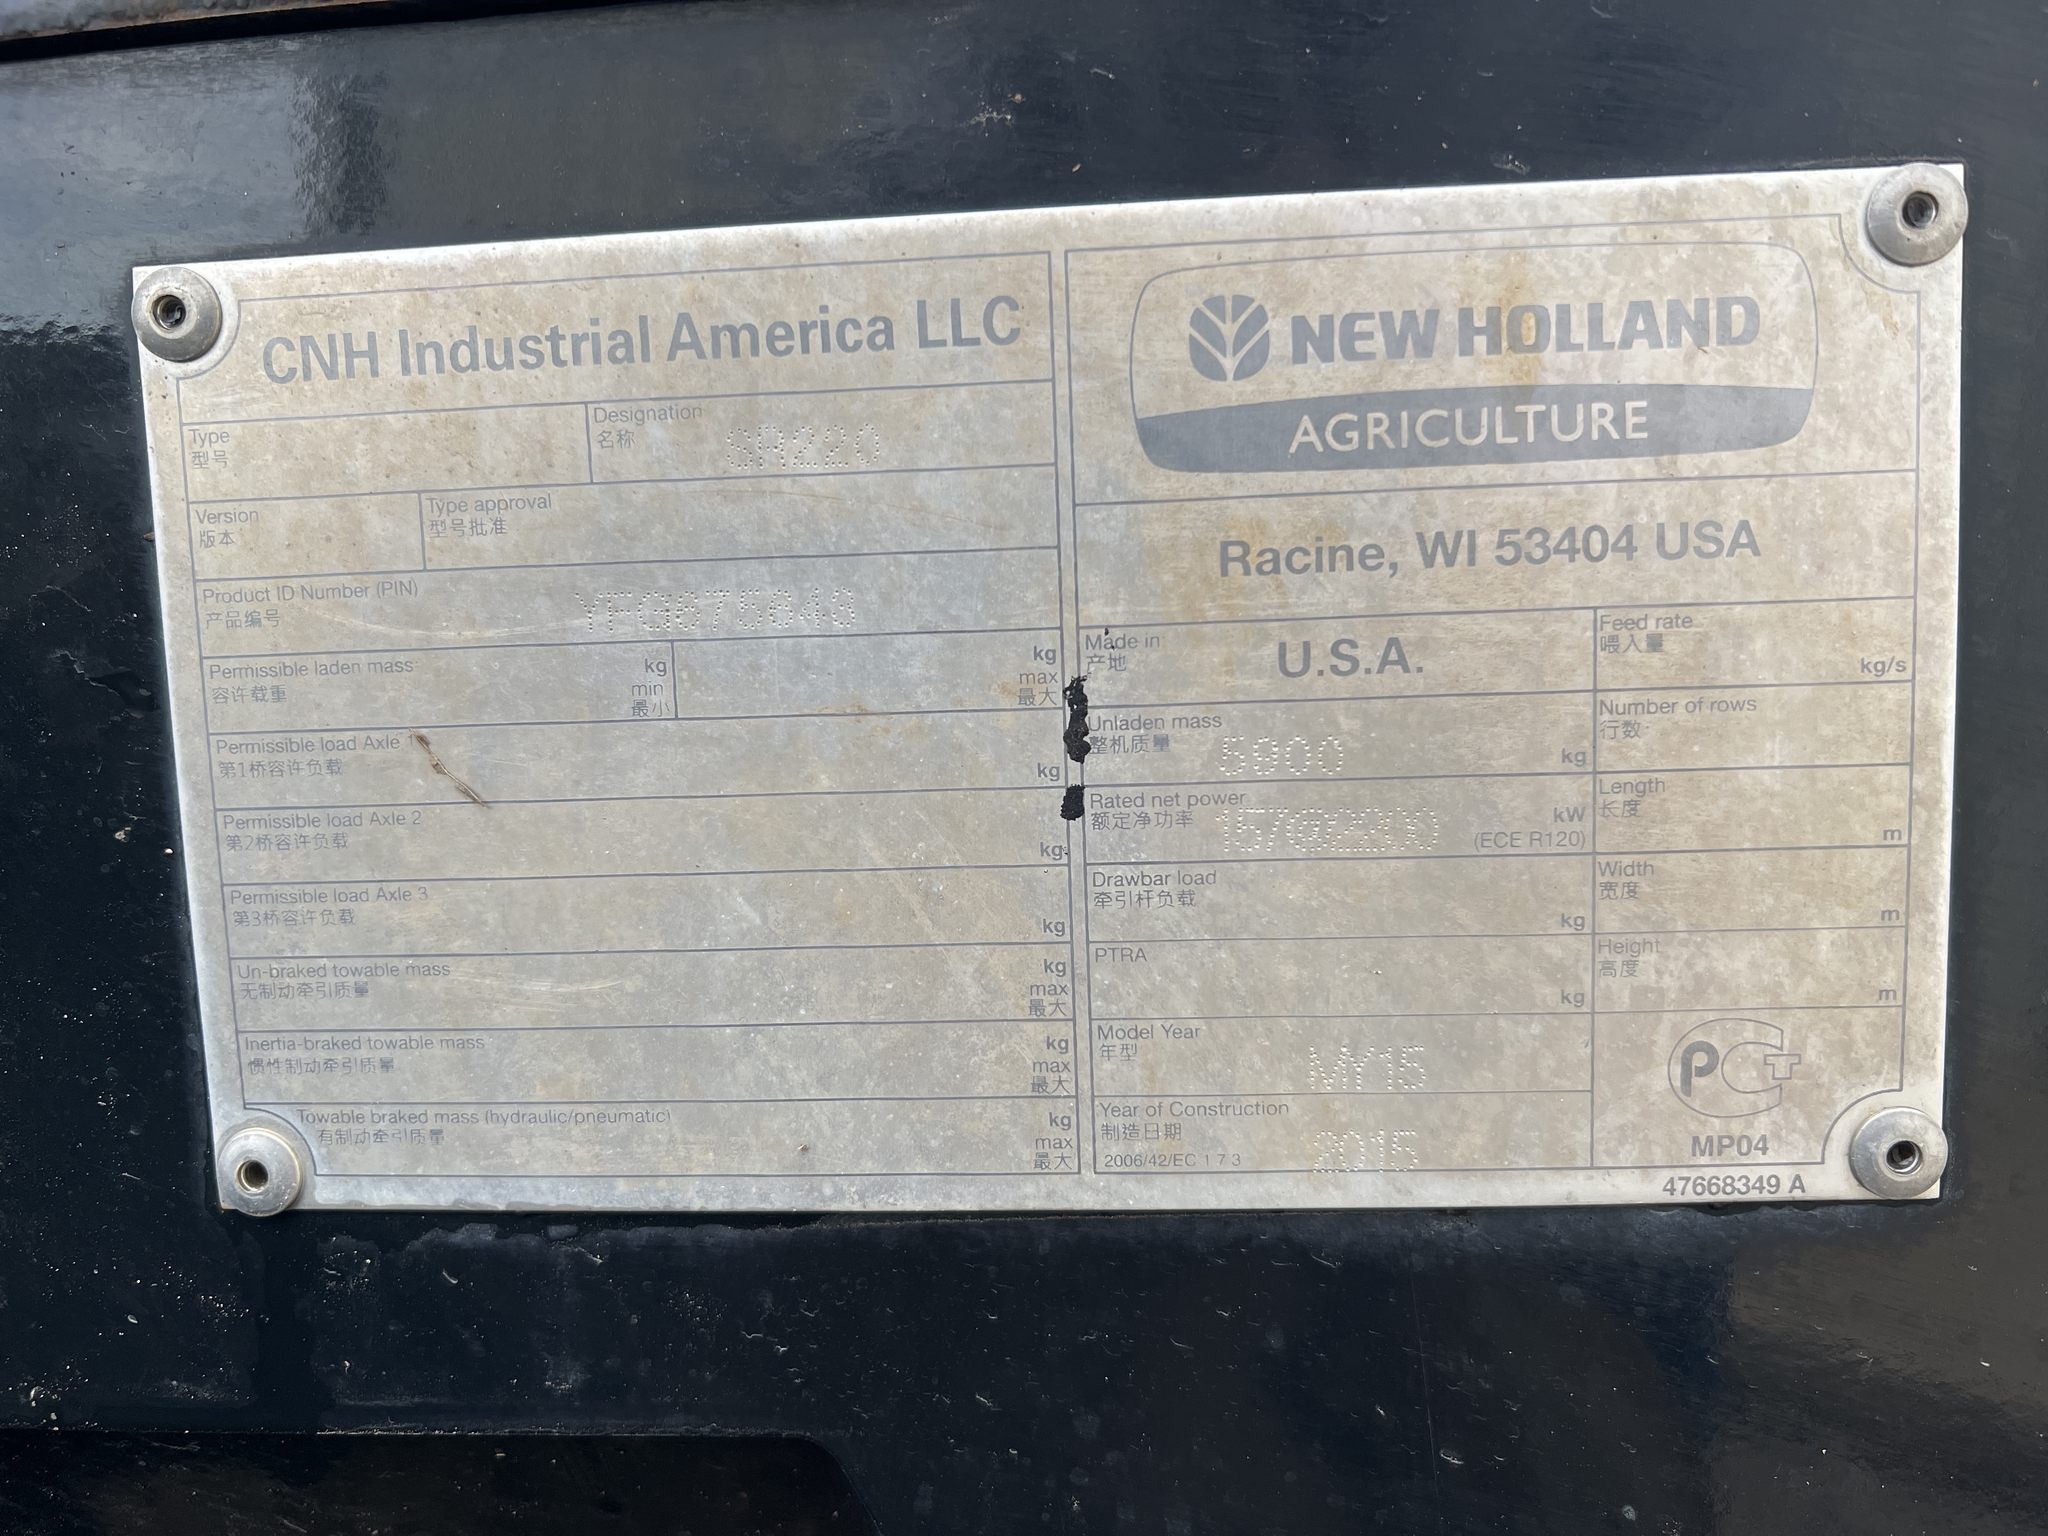 CNH Industrial America LLC
Type
型号
Designation
名称
SR220
Version
版本
Type approval
型号批准
Product ID Number (PIN)
产品编号
YFG675643
Permissible laden mass
容许载重
kg
min
最小
kg
max
最大
Permissible load Axle 1
第1桥容许负载
kg
Permissible load Axle 2
第2桥容许负载
kg
Permissible load Axle 3
第3桥容许负载
kg
Un-braked towable mass
无制动牵引质量
kg
max
最大
Inertia-braked towable mass
惯性制动牵引质量
kg
max
最大
Towable braked mass (hydraulic/pneumatic)
有制动牵引质量
kg
max
最大
NEW HOLLAND
AGRICULTURE
Racine, WI 53404 USA
Made in
产地
U.S.A.
Feed rate
喂入量
kg/s
Unladen mass
整机质量
5900
kg
Number of rows
行数
Rated net power
额定净功率
157@2200
kW
(ECE R120)
Length
长度
m
Drawbar load
牵引杆负载
kg
Width
宽度
m
PTRA
kg
Height
高度
m
Model Year
年型
MY15
Year of Construction
制造日期
2006/42/EC 1 7 3
2015
PCT
MP04
47668349 A